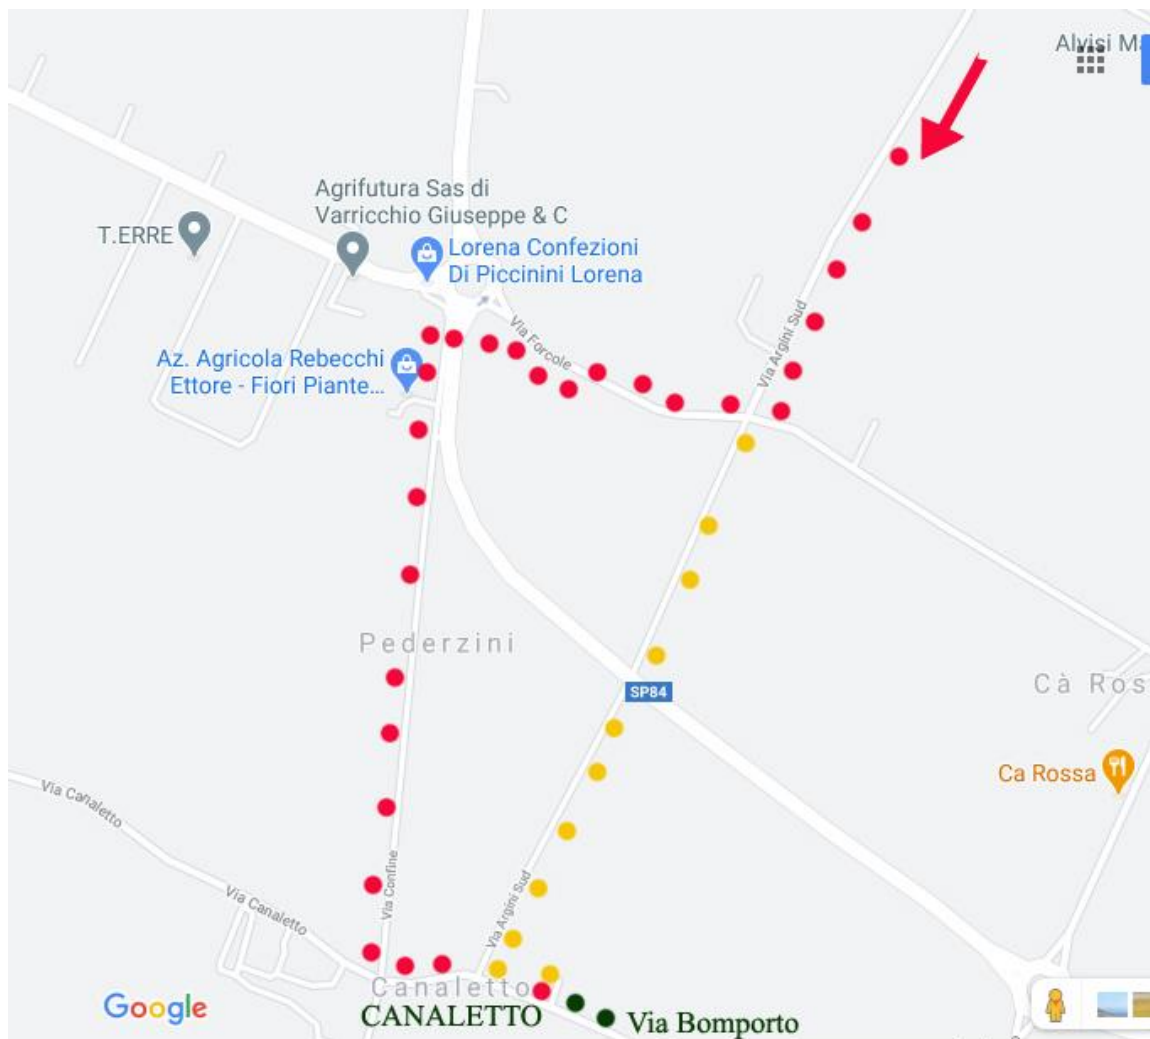 Alvisi Ma
Agrifutura Sas di
Varricchio Giuseppe & C
T.ERRE
Lorena Confezioni
Di Piccinini Lorena
Via Forcole
Via Argini Sud
Az. Agricola Rebecchi
Ettore - Fiori Piante...
Pederzini
SP84
Cà Ros
Ca Rossa
Via Canaletto
Via Confine
Via Argini Sud
Via Canaletto
Canaletto
Google
CANALETTO
Via Bomporto